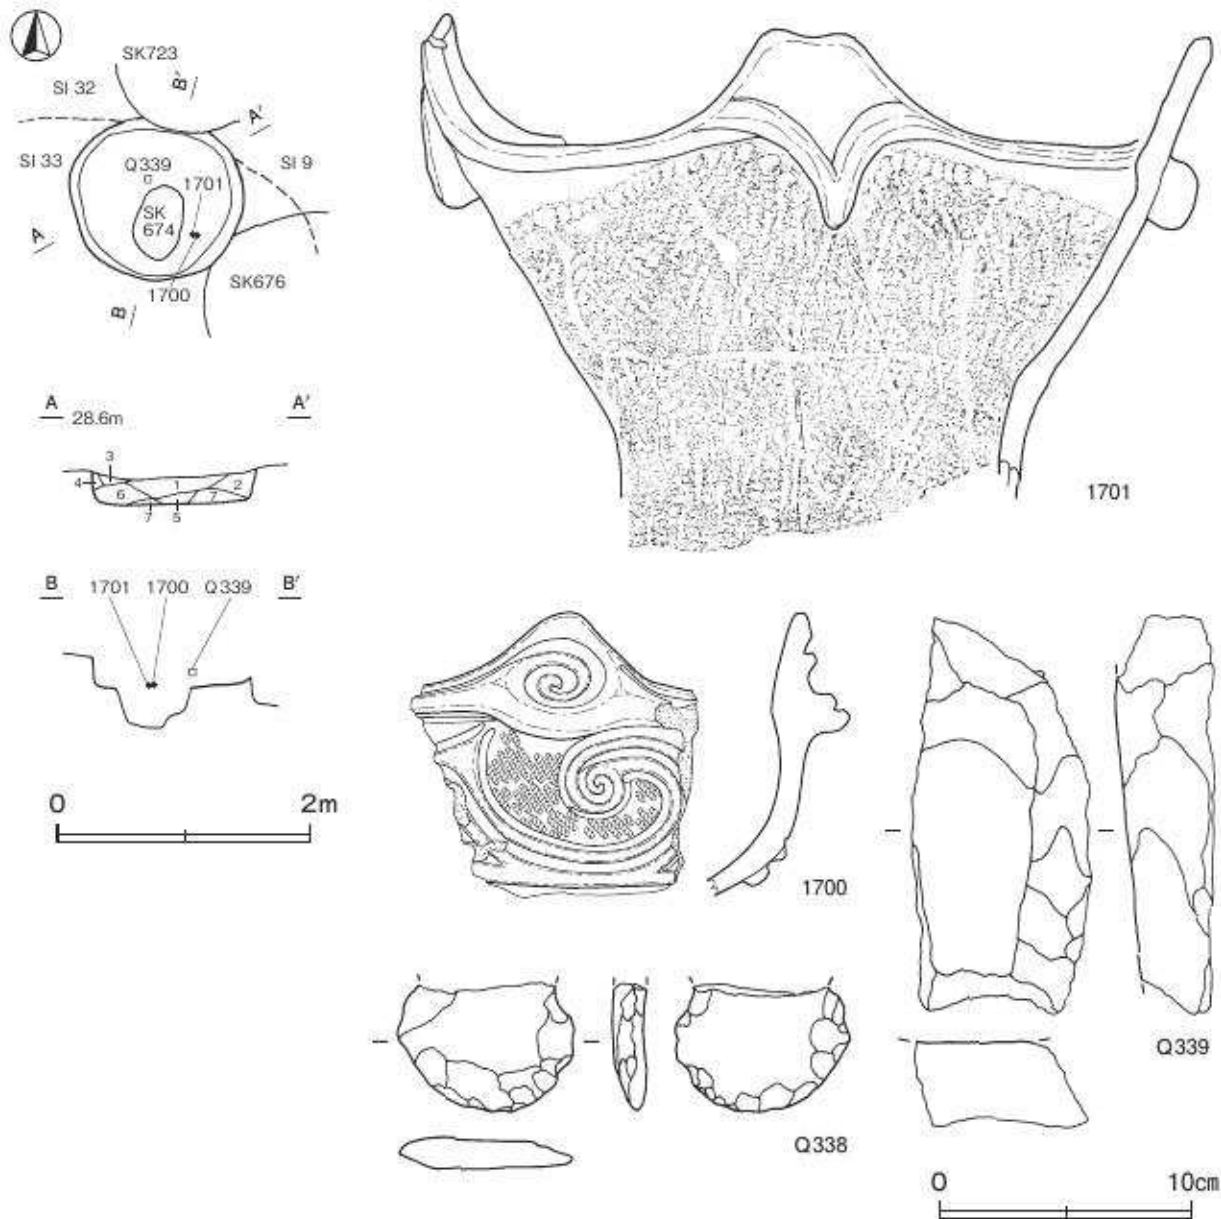 SK723
SI 32
B′
A′
SI 33
Q339
1701
SI 9
SK
674
A
1700
SK676
B
A 28.6m A′
3
4 6 1 2 7
7 5
B 1701 1700 Q339 B′
0 2m
1701
1700
Q339
Q338
0 10cm